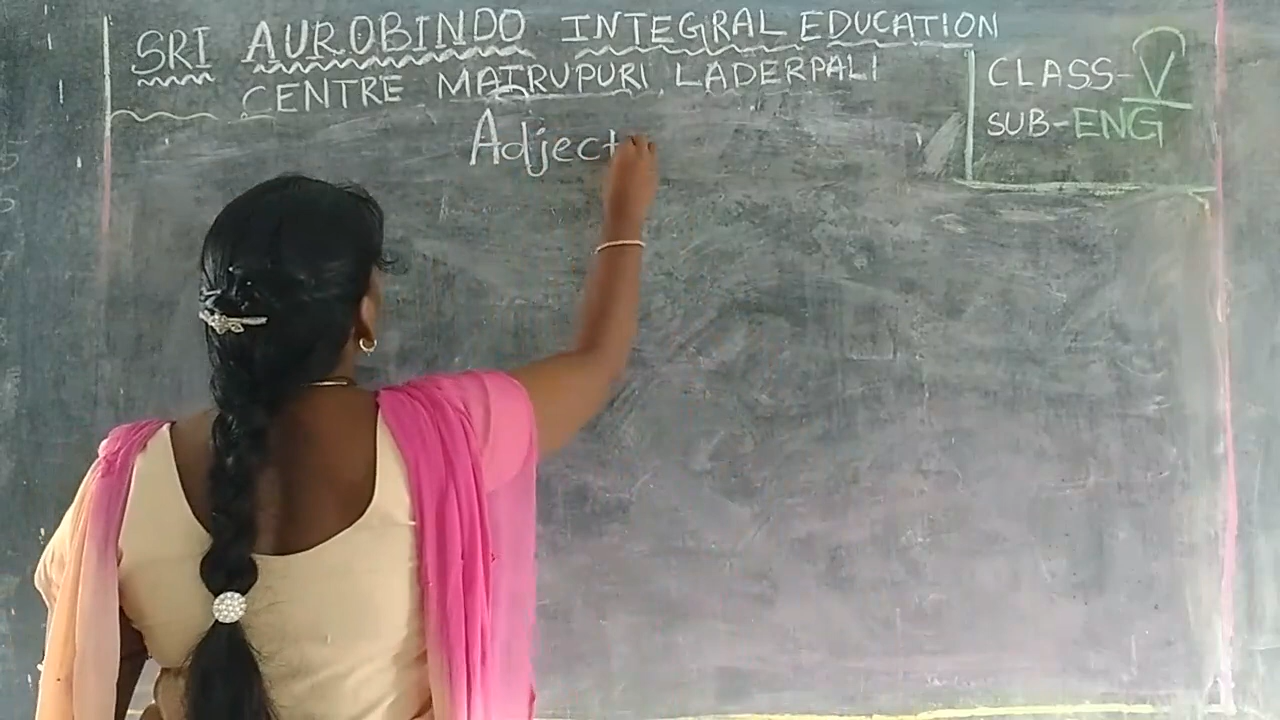 SRI AUROBINDO INTEGRAL EDUCATION
CENTRE MATRUPURI, LADERPALI
CLASS-V
SUB-ENG
Adject